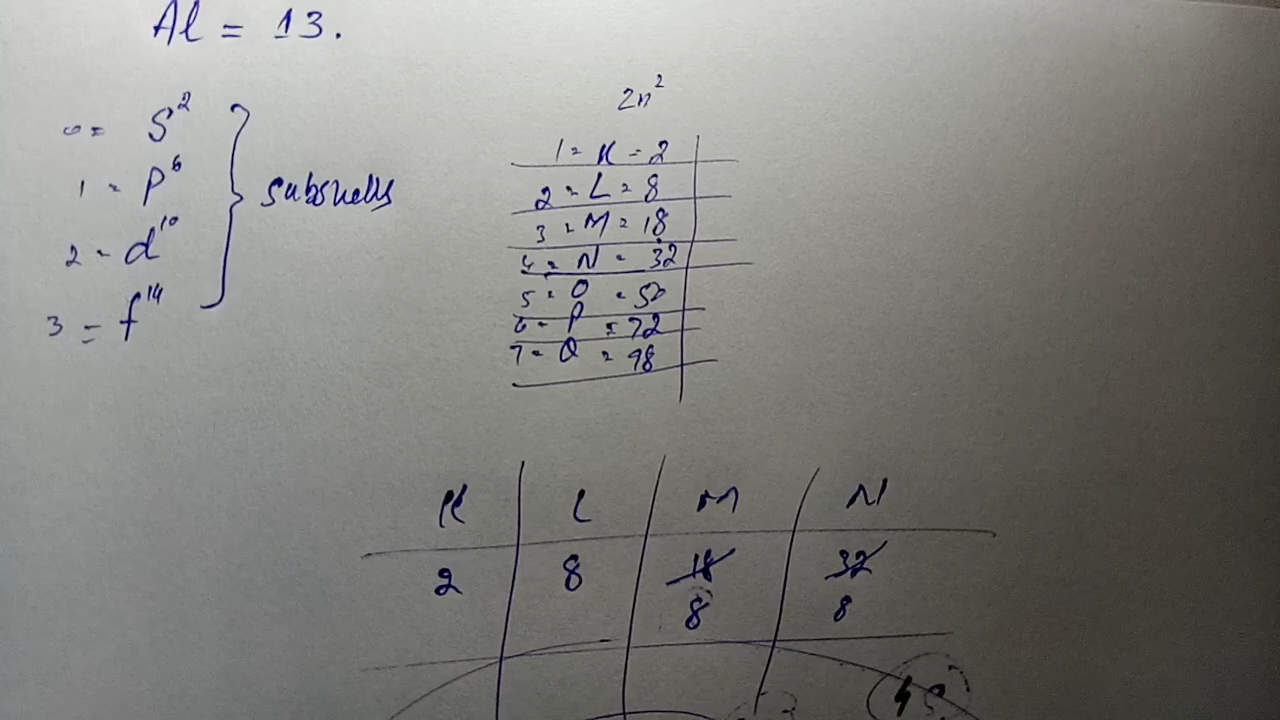 Al = 13.
0 = S²
1 = p⁶
2 = d¹⁰
3 = f¹⁴
subshells
2n²
1 = K = 2
2 = L = 8
3 = M = 18
4 = N = 32
5 = O = 50
6 = P = 72
7 = Q = 98
K L M N
2 8 18 32
8 8